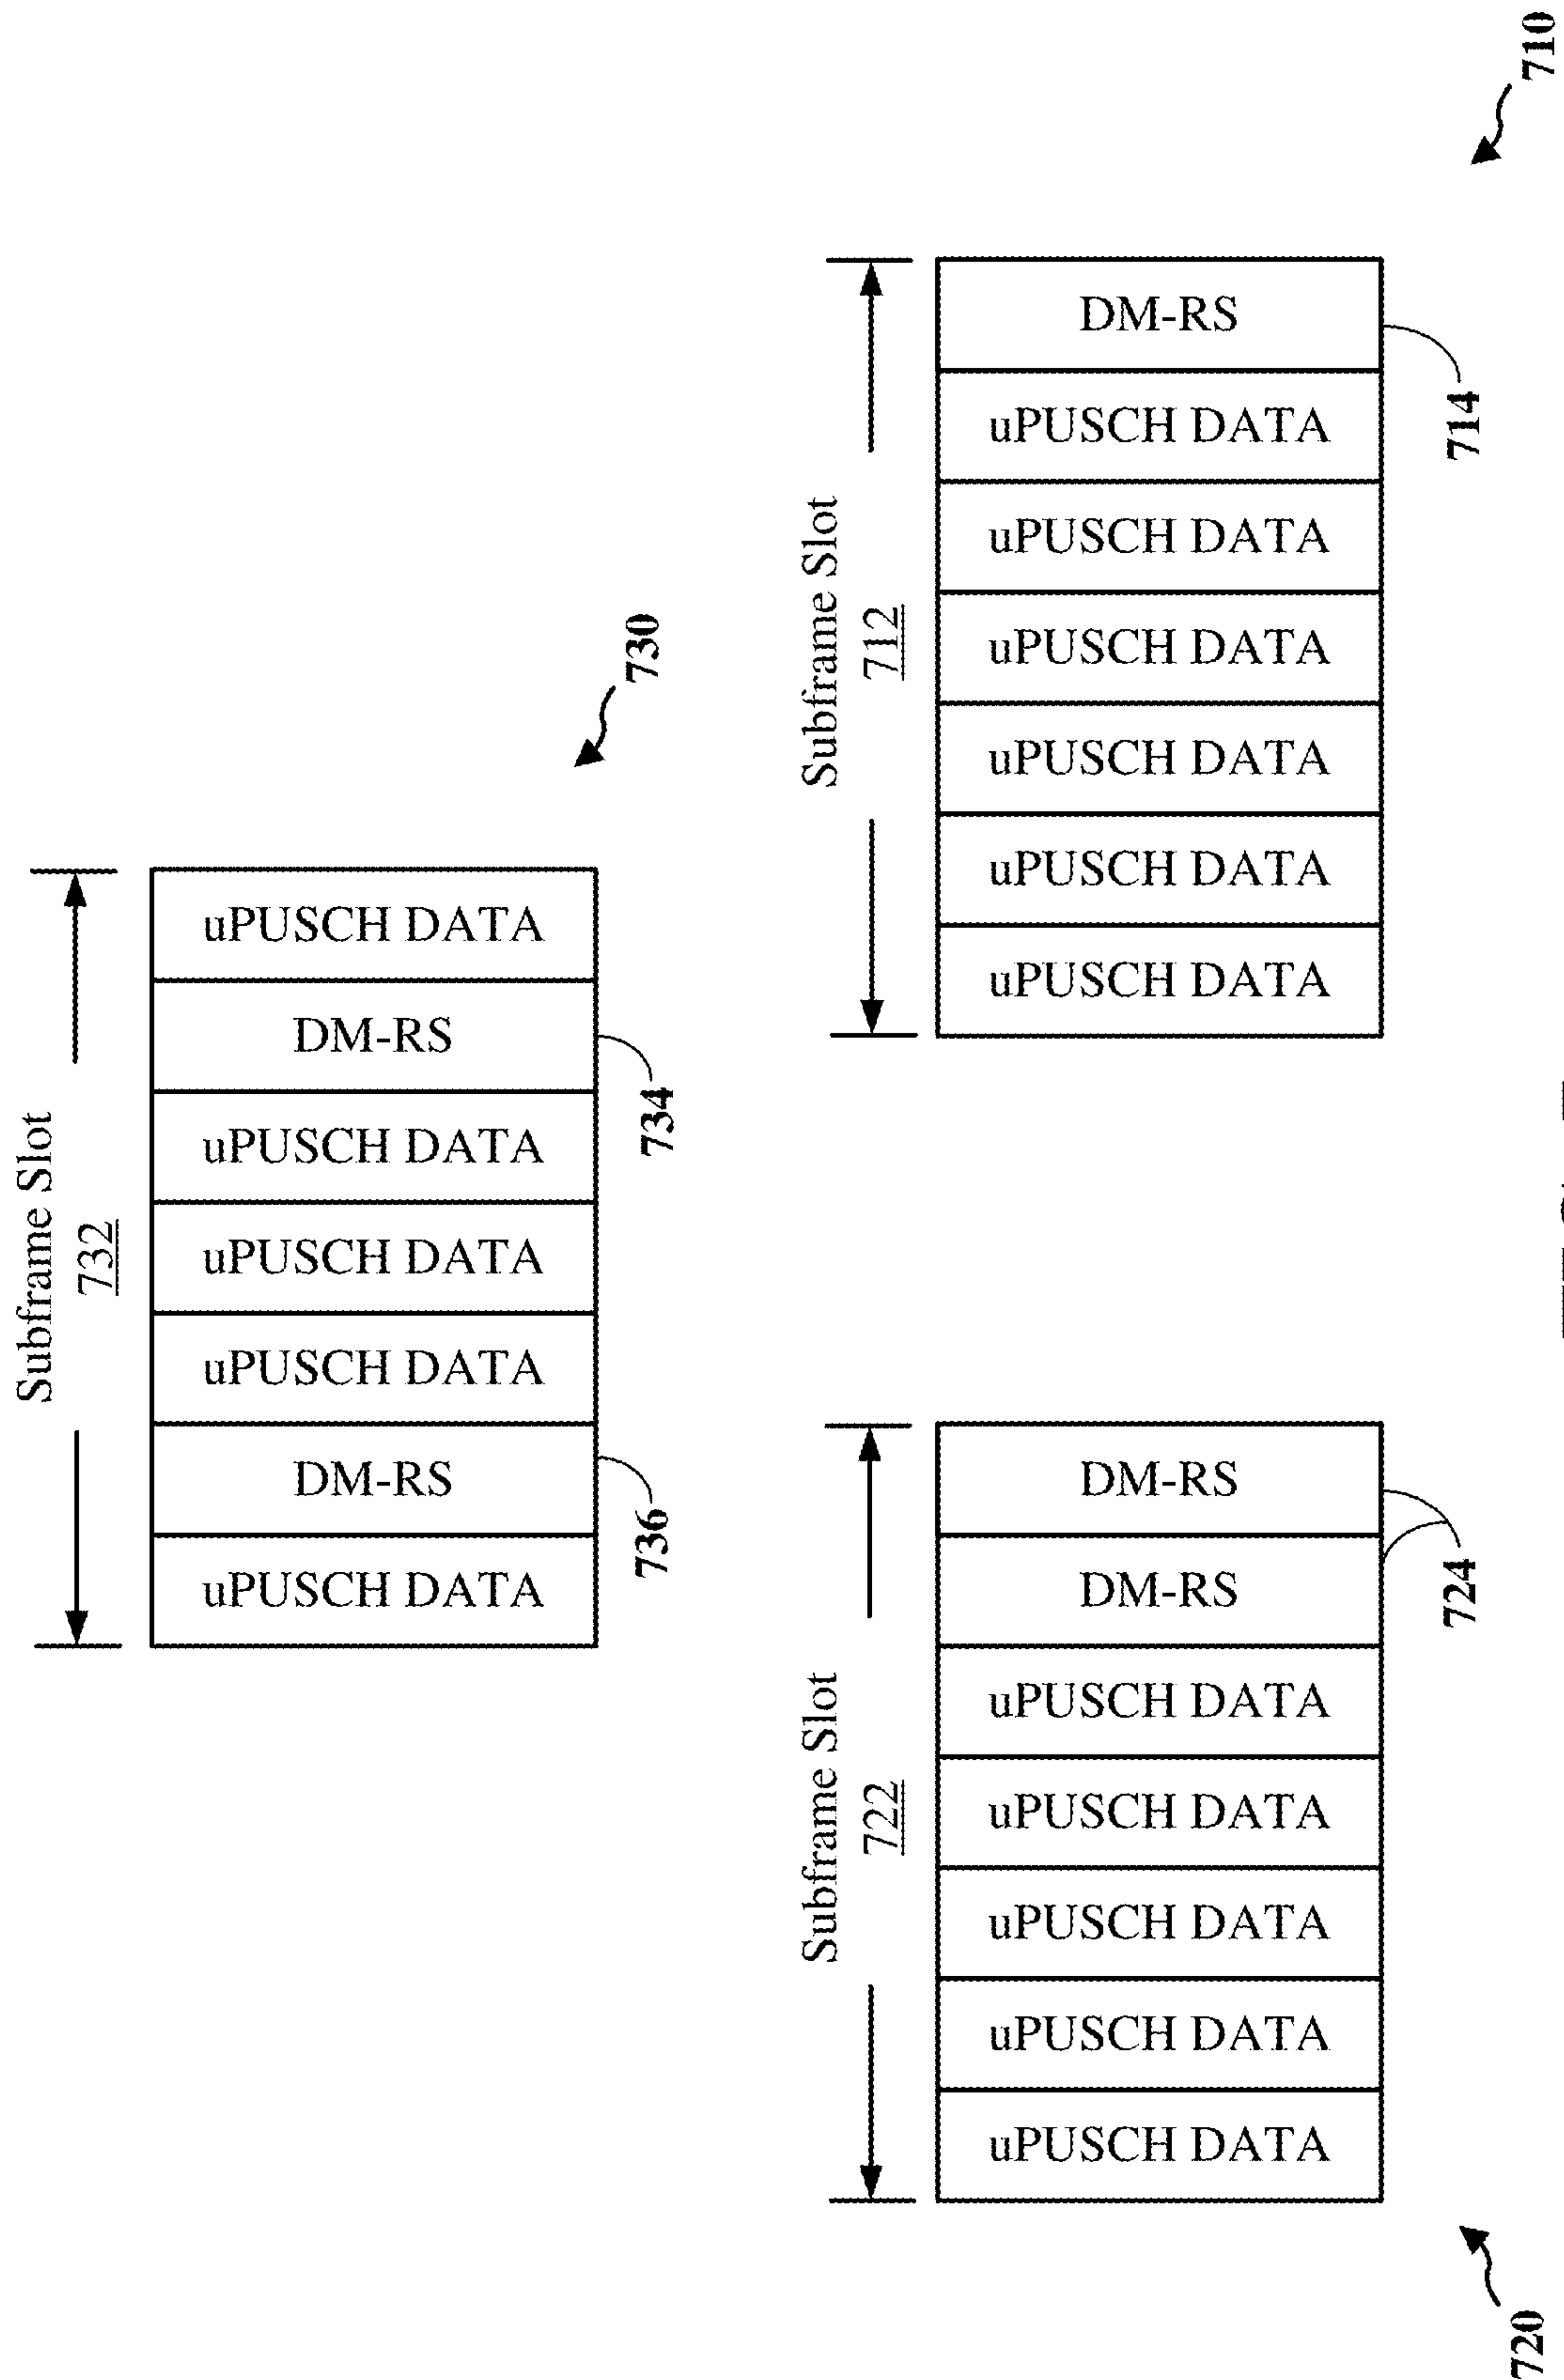 Subframe Slot
732
uPUSCH DATA
DM-RS
uPUSCH DATA
uPUSCH DATA
uPUSCH DATA
DM-RS
uPUSCH DATA
734
736
730
Subframe Slot
712
DM-RS
uPUSCH DATA
uPUSCH DATA
uPUSCH DATA
uPUSCH DATA
uPUSCH DATA
uPUSCH DATA
714
710
Subframe Slot
722
DM-RS
DM-RS
uPUSCH DATA
uPUSCH DATA
uPUSCH DATA
uPUSCH DATA
uPUSCH DATA
724
720